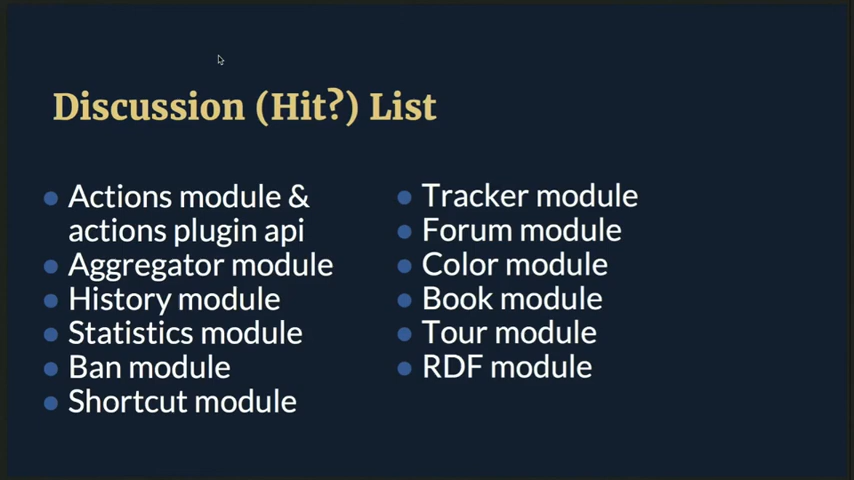 Discussion (Hit?) List
Actions module &
actions plugin api
Aggregator module
History module
Statistics module
Ban module
Shortcut module
Tracker module
Forum module
Color module
Book module
Tour module
RDF module